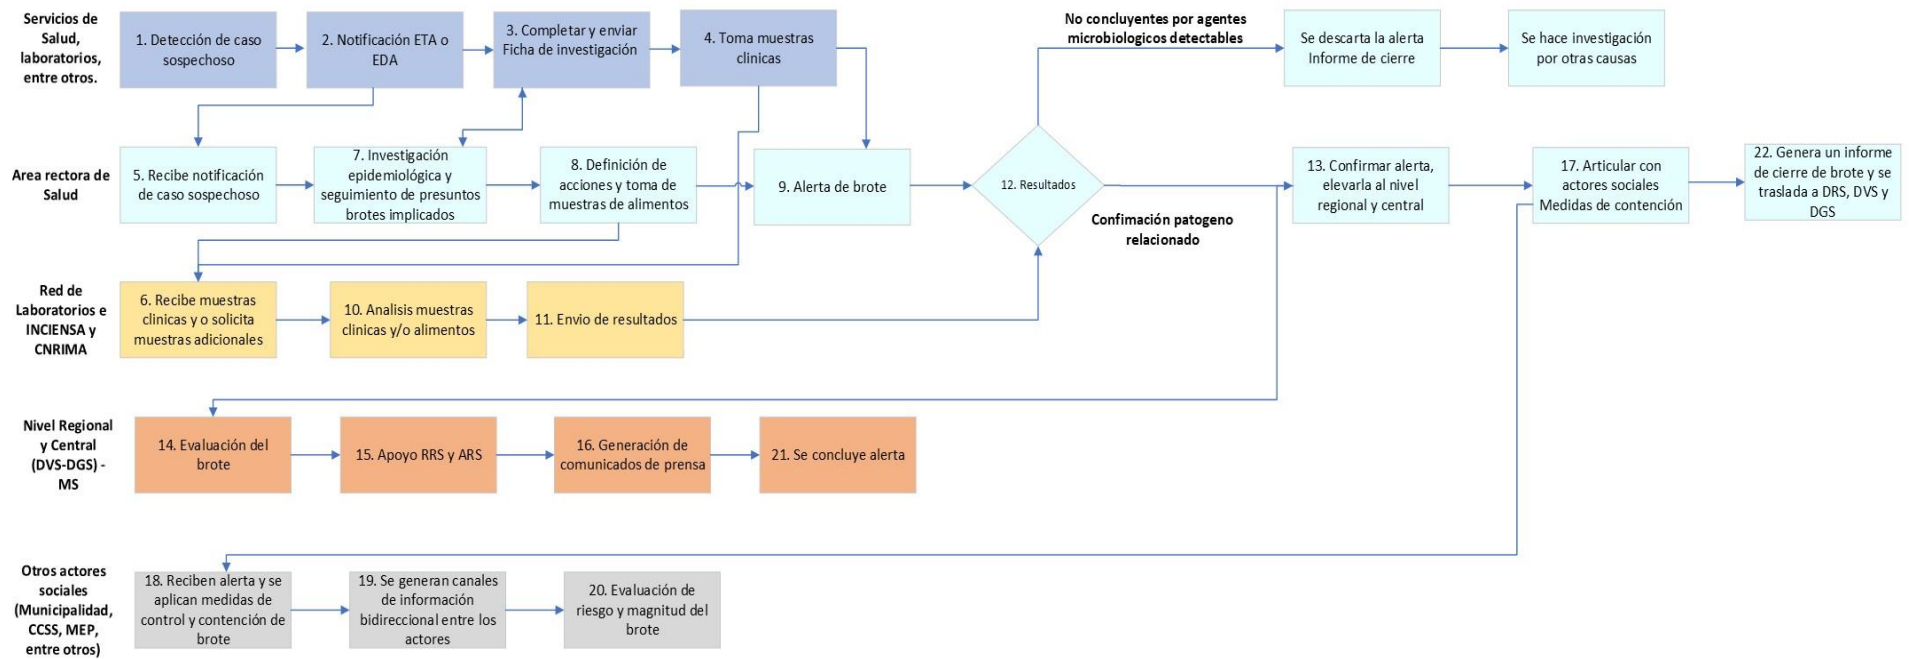 Servicios de
Salud,
laboratorios,
entre otros.
1. Detección de caso
sospechoso
2. Notificación ETA o
EDA
3. Completar y enviar
Ficha de investigación
4. Toma muestras
clinicas
No concluyentes por agentes
microbiologicos detectables
Se descarta la alerta
Informe de cierre
Se hace investigación
por otras causas
Area rectora de
Salud
5. Recibe notificación
de caso sospechoso
7. Investigación
epidemiológica y
seguimiento de presuntos
brotes implicados
8. Definición de
acciones y toma de
muestras de alimentos
9. Alerta de brote
12. Resultados
Confimación patogeno
relacionado
13. Confirmar alerta,
elevarla al nivel
regional y central
17. Articular con
actores sociales
Medidas de contención
22. Genera un informe
de cierre de brote y se
traslada a DRS, DVS y
DGS
Red de
Laboratorios e
INCIENSA y
CNRIMA
6. Recibe muestras
clinicas y o solicita
muestras adicionales
10. Analisis muestras
clinicas y/o alimentos
11. Envio de resultados
Nivel Regional
y Central
(DVS-DGS) -
MS
14. Evaluación del
brote
15. Apoyo RRS y ARS
16. Generación de
comunicados de prensa
21. Se concluye alerta
Otros actores
sociales
(Municipalidad,
CCSS, MEP,
entre otros)
18. Reciben alerta y se
aplican medidas de
control y contención de
brote
19. Se generan canales
de información
bidireccional entre los
actores
20. Evaluación de
riesgo y magnitud del
brote